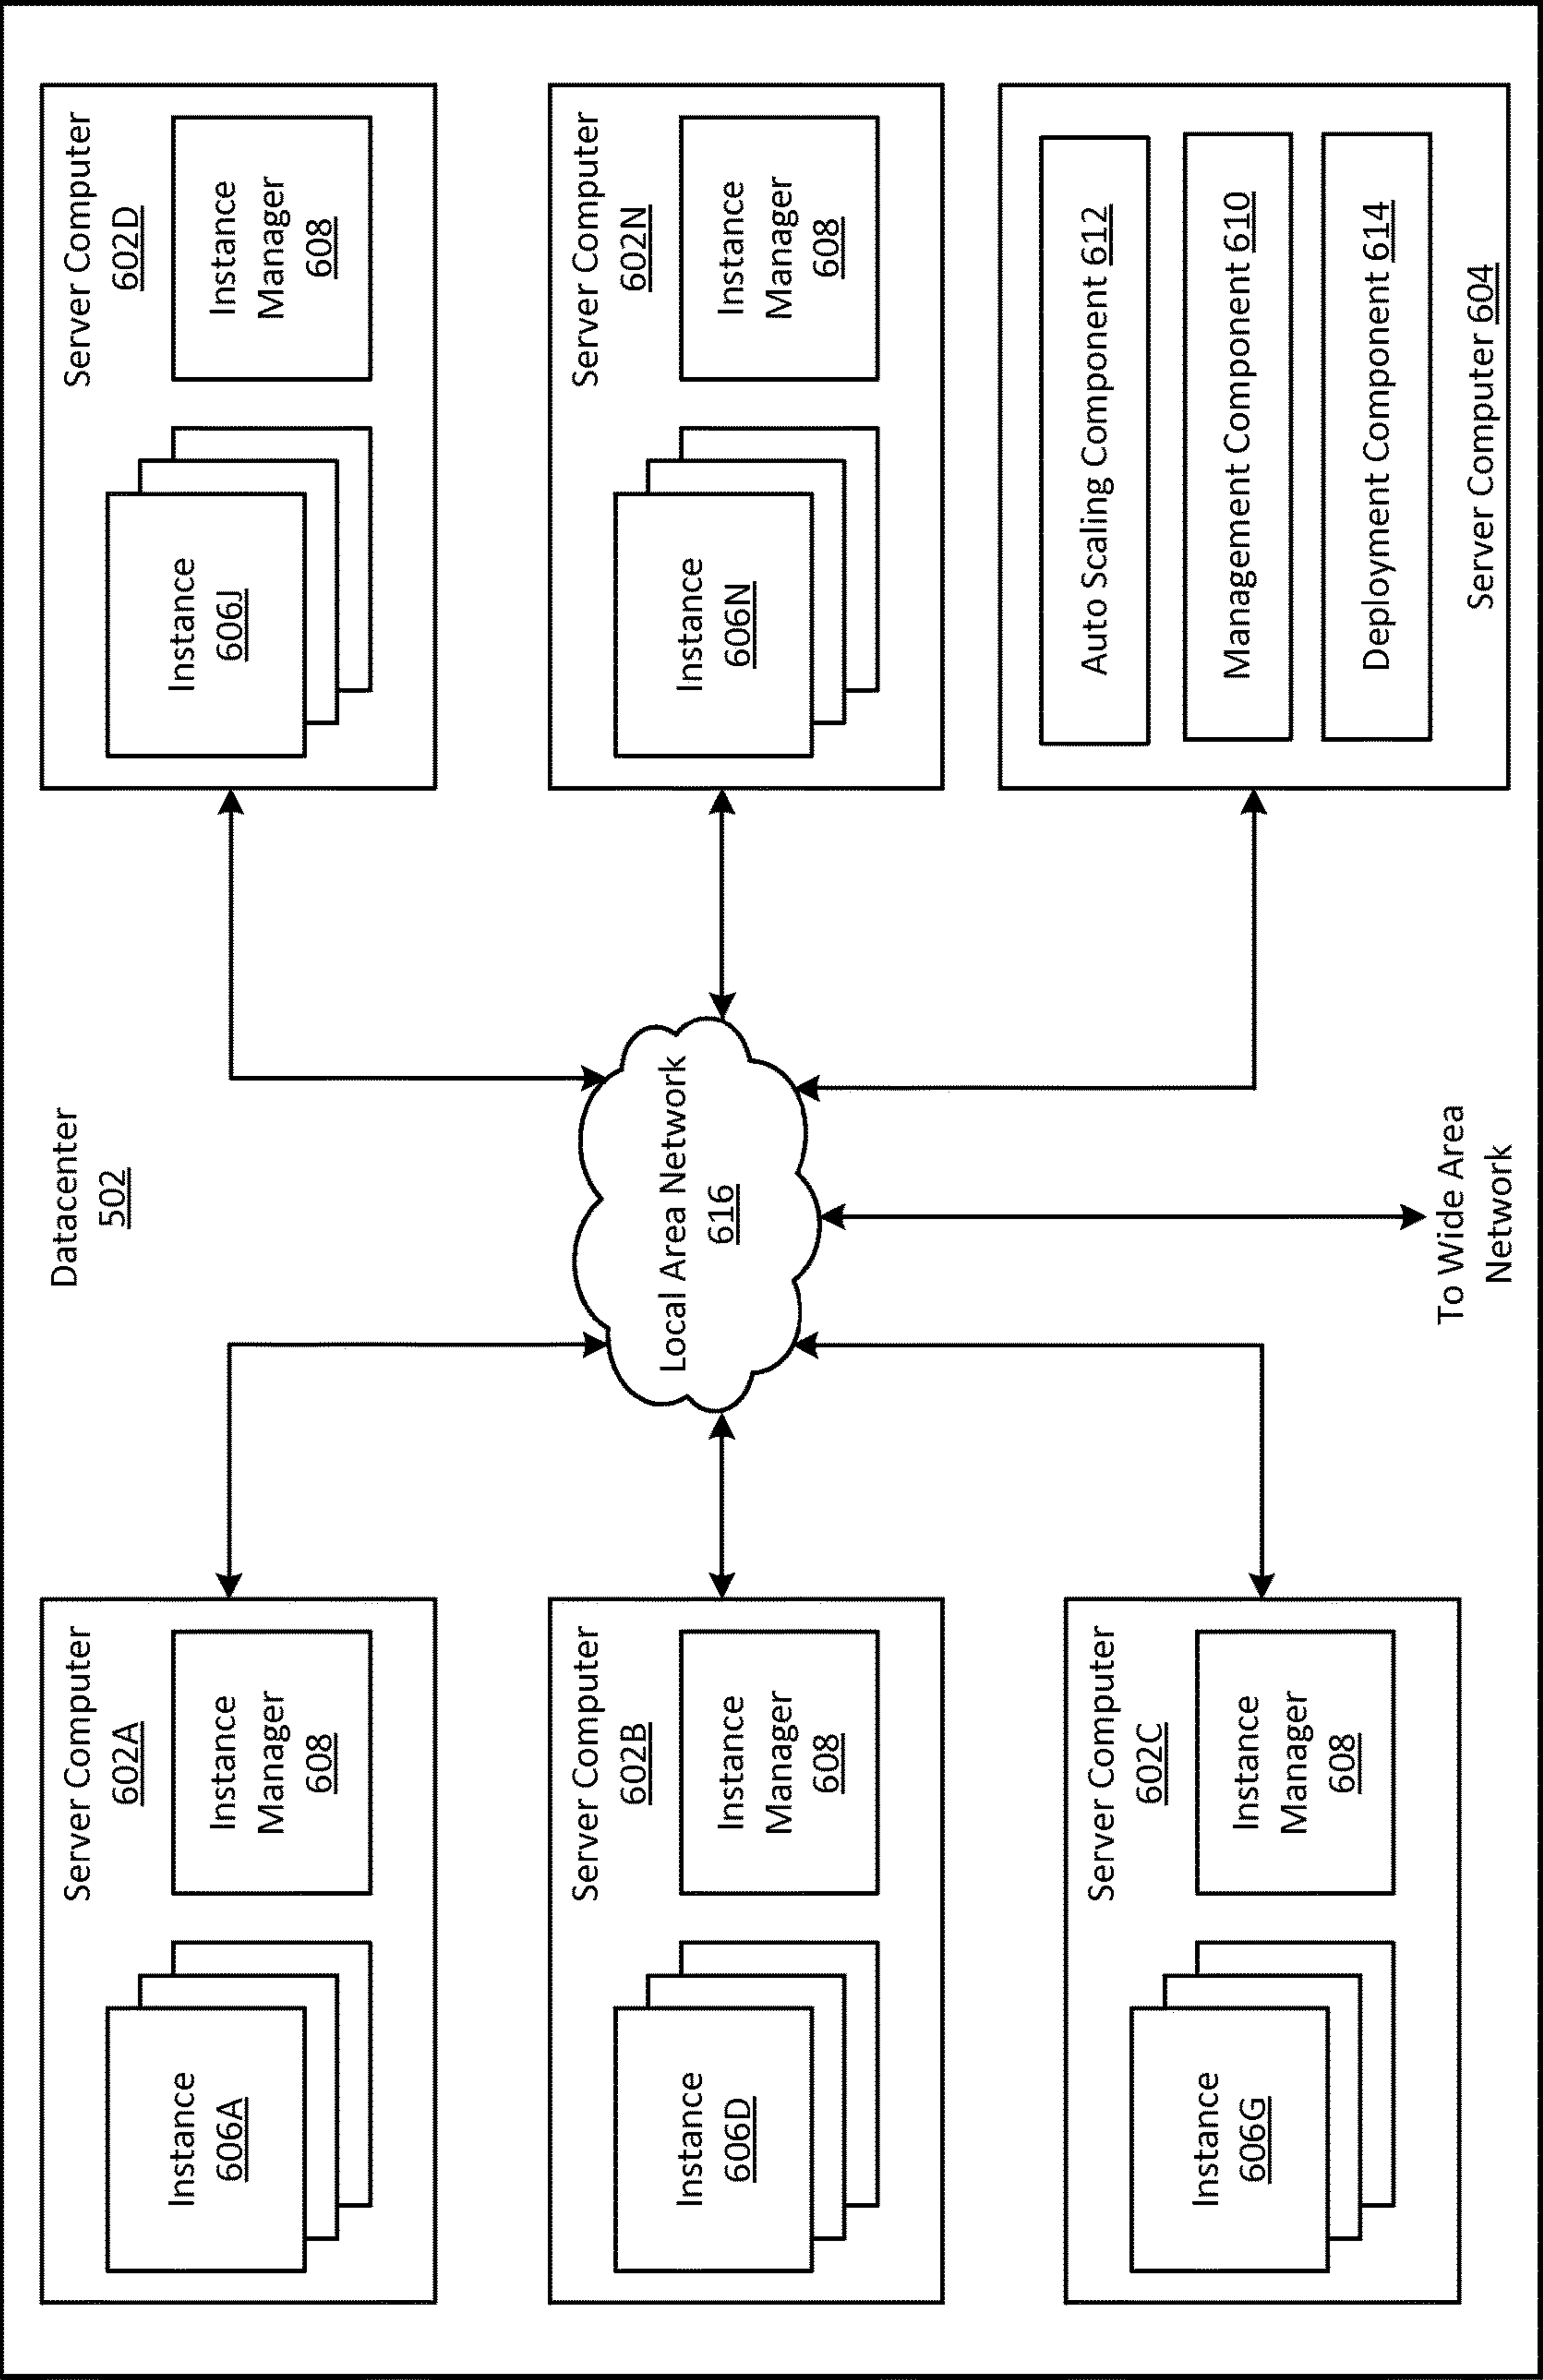 Datacenter
502
Server Computer
602A
Instance
606A
Instance
Manager
608
Server Computer
602D
Instance
606J
Instance
Manager
608
Server Computer
602B
Instance
606D
Instance
Manager
608
Local Area Network
616
Server Computer
602N
Instance
606N
Instance
Manager
608
Server Computer
602C
Instance
606G
Instance
Manager
608
Auto Scaling Component 612
Management Component 610
Deployment Component 614
Server Computer 604
To Wide Area
Network